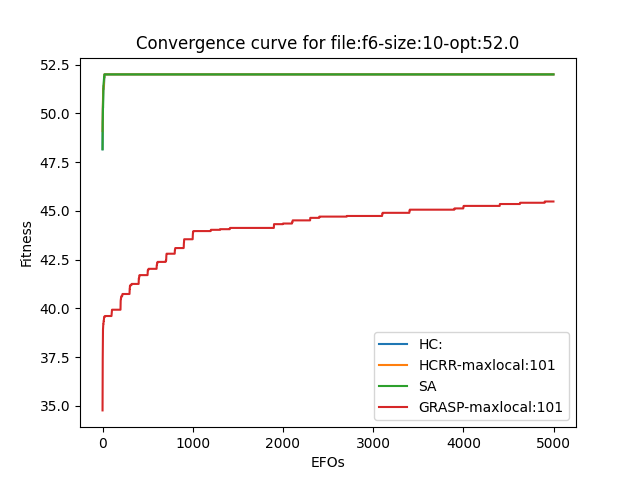 Convergence curve for file:f6-size:10-opt:52.0
Fitness
52.5
50.0
47.5
45.0
42.5
40.0
37.5
35.0
HC:
HCRR-maxlocal:101
SA
GRASP-maxlocal:101
0 1000 2000 3000 4000 5000
EFOs